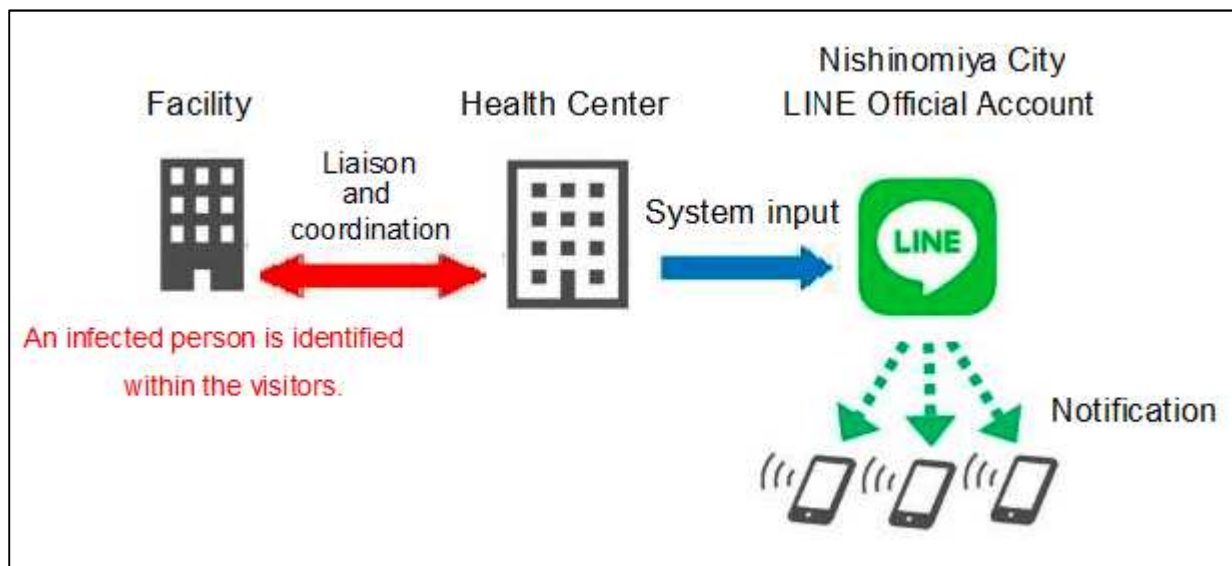 Facility
Health Center
Nishinomiya City
LINE Official Account
Liaison
and
coordination
System input
LINE
An infected person is identified
within the visitors.
Notification